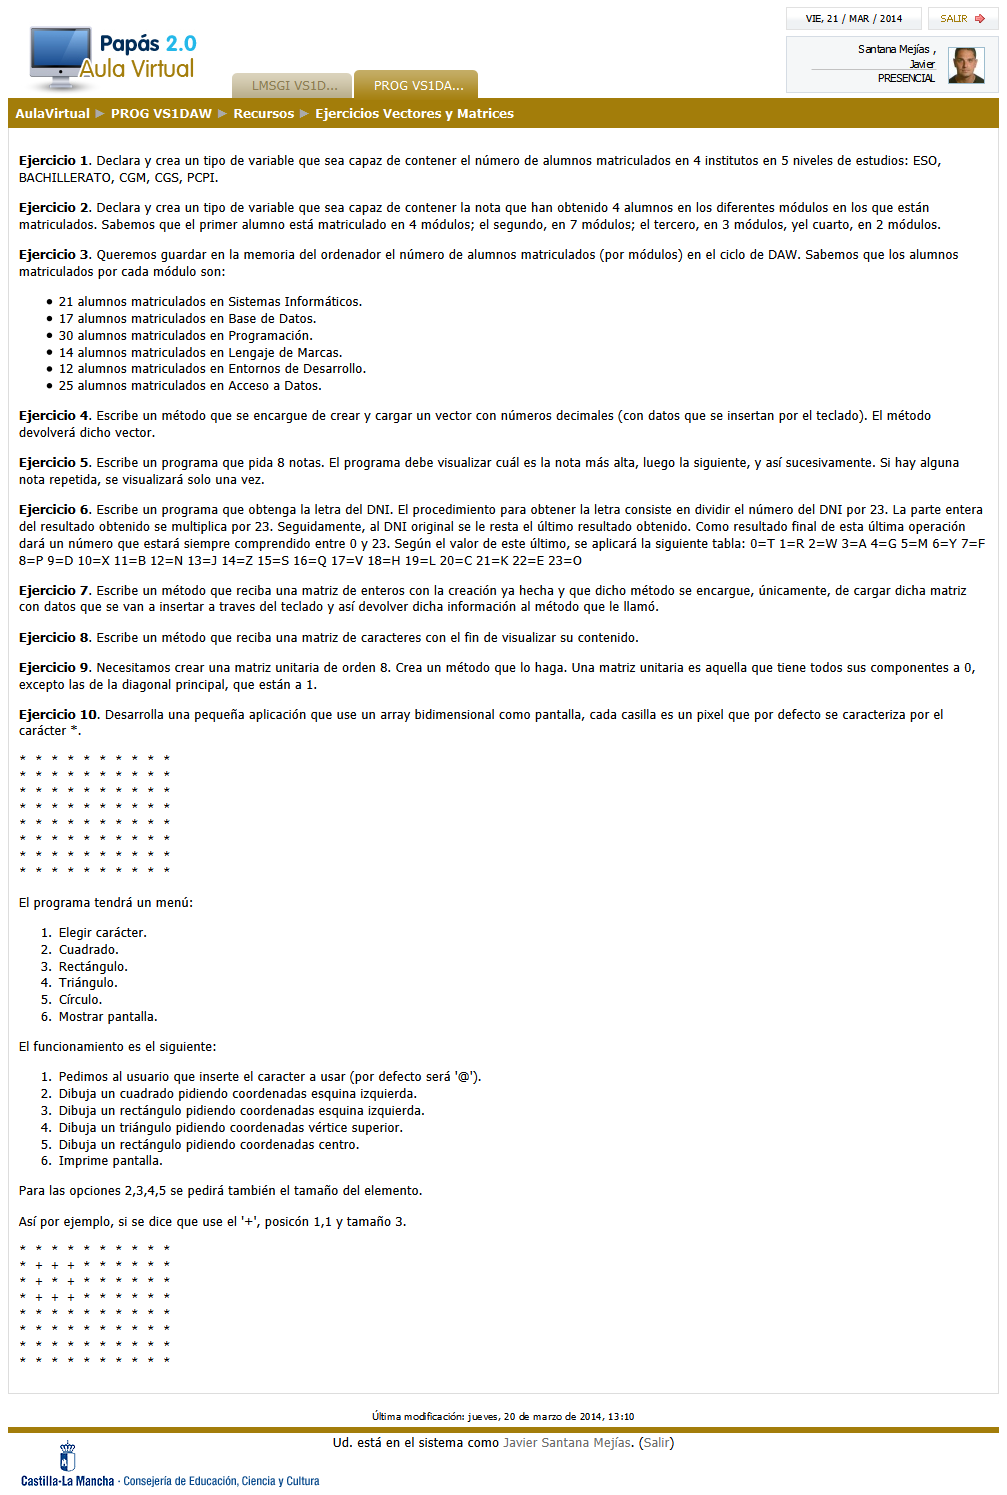 VIE, 21 / MAR / 2014
SALIR
Santana Mejías ,
Javier
PRESENCIAL
Papás 2.0
Aula Virtual
LMSGI VS1D...
PROG VS1DA...
AulaVirtual ► PROG VS1DAW ► Recursos ► Ejercicios Vectores y Matrices
Ejercicio 1. Declara y crea un tipo de variable que sea capaz de contener el número de alumnos matriculados en 4 institutos en 5 niveles de estudios: ESO,
BACHILLERATO, CGM, CGS, PCPI.
Ejercicio 2. Declara y crea un tipo de variable que sea capaz de contener la nota que han obtenido 4 alumnos en los diferentes módulos en los que están
matriculados. Sabemos que el primer alumno está matriculado en 4 módulos; el segundo, en 7 módulos; el tercero, en 3 módulos, yel cuarto, en 2 módulos.
Ejercicio 3. Queremos guardar en la memoria del ordenador el número de alumnos matriculados (por módulos) en el ciclo de DAW. Sabemos que los alumnos
matriculados por cada módulo son:
• 21 alumnos matriculados en Sistemas Informáticos.
• 17 alumnos matriculados en Base de Datos.
• 30 alumnos matriculados en Programación.
• 14 alumnos matriculados en Lengaje de Marcas.
• 12 alumnos matriculados en Entornos de Desarrollo.
• 25 alumnos matriculados en Acceso a Datos.
Ejercicio 4. Escribe un método que se encargue de crear y cargar un vector con números decimales (con datos que se insertan por el teclado). El método
devolverá dicho vector.
Ejercicio 5. Escribe un programa que pida 8 notas. El programa debe visualizar cuál es la nota más alta, luego la siguiente, y así sucesivamente. Si hay alguna
nota repetida, se visualizará solo una vez.
Ejercicio 6. Escribe un programa que obtenga la letra del DNI. El procedimiento para obtener la letra consiste en dividir el número del DNI por 23. La parte entera
del resultado obtenido se multiplica por 23. Seguidamente, al DNI original se le resta el último resultado obtenido. Como resultado final de esta última operación
dará un número que estará siempre comprendido entre 0 y 23. Según el valor de este último, se aplicará la siguiente tabla: 0=T 1=R 2=W 3=A 4=G 5=M 6=Y 7=F
8=P 9=D 10=X 11=B 12=N 13=J 14=Z 15=S 16=Q 17=V 18=H 19=L 20=C 21=K 22=E 23=O
Ejercicio 7. Escribe un método que reciba una matriz de enteros con la creación ya hecha y que dicho método se encargue, únicamente, de cargar dicha matriz
con datos que se van a insertar a traves del teclado y así devolver dicha información al método que le llamó.
Ejercicio 8. Escribe un método que reciba una matriz de caracteres con el fin de visualizar su contenido.
Ejercicio 9. Necesitamos crear una matriz unitaria de orden 8. Crea un método que lo haga. Una matriz unitaria es aquella que tiene todos sus componentes a 0,
excepto las de la diagonal principal, que están a 1.
Ejercicio 10. Desarrolla una pequeña aplicación que use un array bidimensional como pantalla, cada casilla es un pixel que por defecto se caracteriza por el
carácter *.
* * * * * * * * * *
* * * * * * * * * *
* * * * * * * * * *
* * * * * * * * * *
* * * * * * * * * *
* * * * * * * * * *
* * * * * * * * * *
* * * * * * * * * *
El programa tendrá un menú:
1. Elegir carácter.
2. Cuadrado.
3. Rectángulo.
4. Triángulo.
5. Círculo.
6. Mostrar pantalla.
El funcionamiento es el siguiente:
1. Pedimos al usuario que inserte el caracter a usar (por defecto será '@').
2. Dibuja un cuadrado pidiendo coordenadas esquina izquierda.
3. Dibuja un rectángulo pidiendo coordenadas esquina izquierda.
4. Dibuja un triángulo pidiendo coordenadas vértice superior.
5. Dibuja un rectángulo pidiendo coordenadas centro.
6. Imprime pantalla.
Para las opciones 2,3,4,5 se pedirá también el tamaño del elemento.
Así por ejemplo, si se dice que use el '+', posicón 1,1 y tamaño 3.
* * * * * * * * * *
* + + + * * * * * *
* + * + * * * * * *
* + + + * * * * * *
* * * * * * * * * *
* * * * * * * * * *
* * * * * * * * * *
* * * * * * * * * *
Última modificación: jueves, 20 de marzo de 2014, 13:10
Ud. está en el sistema como Javier Santana Mejías. (Salir)
Castilla-La Mancha · Consejería de Educación, Ciencia y Cultura